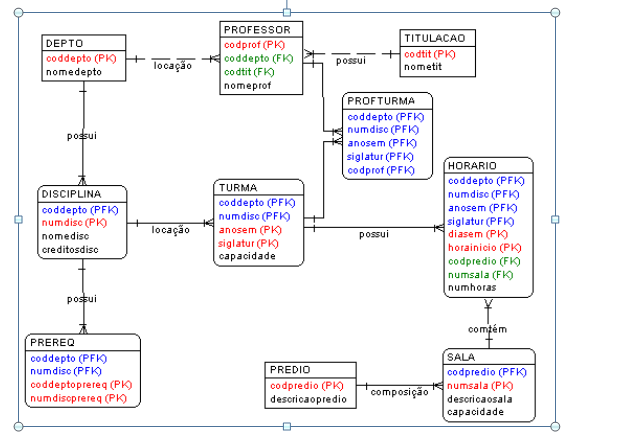 DEPTO
coddepto (PK)
nomedepto
locação
PROFESSOR
codprof (PK)
coddepto (FK)
codtit (FK)
nomeprof
possui
TITULACAO
codtit (PK)
nometit
PROFTURMA
coddepto (PFK)
numdisc (PFK)
anosem (PFK)
siglatur (PFK)
codprof (PFK)
possui
DISCIPLINA
coddepto (PFK)
numdisc (PK)
nomedisc
creditosdisc
locação
TURMA
coddepto (PFK)
numdisc (PFK)
anosem (PK)
siglatur (PK)
capacidade
possui
HORARIO
coddepto (PFK)
numdisc (PFK)
anosem (PFK)
siglatur (PFK)
diasem (PK)
horainicio (PK)
codpredio (FK)
numsala (FK)
numhoras
possui
PREREQ
coddepto (PFK)
numdisc (PFK)
coddeptoprereq (PK)
numdiscprereq (PK)
contém
PREDIO
codpredio (PK)
descricaopredio
composição
SALA
codpredio (PFK)
numsala (PK)
descricaosala
capacidade